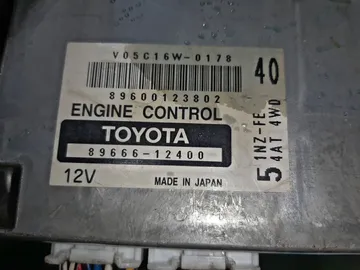 V05C16W-0178
40
89600123802
ENGINE CONTROL
TOYOTA
89666-12400
12V
MADE IN JAPAN
5
1NZ-FE
4AT 4WD